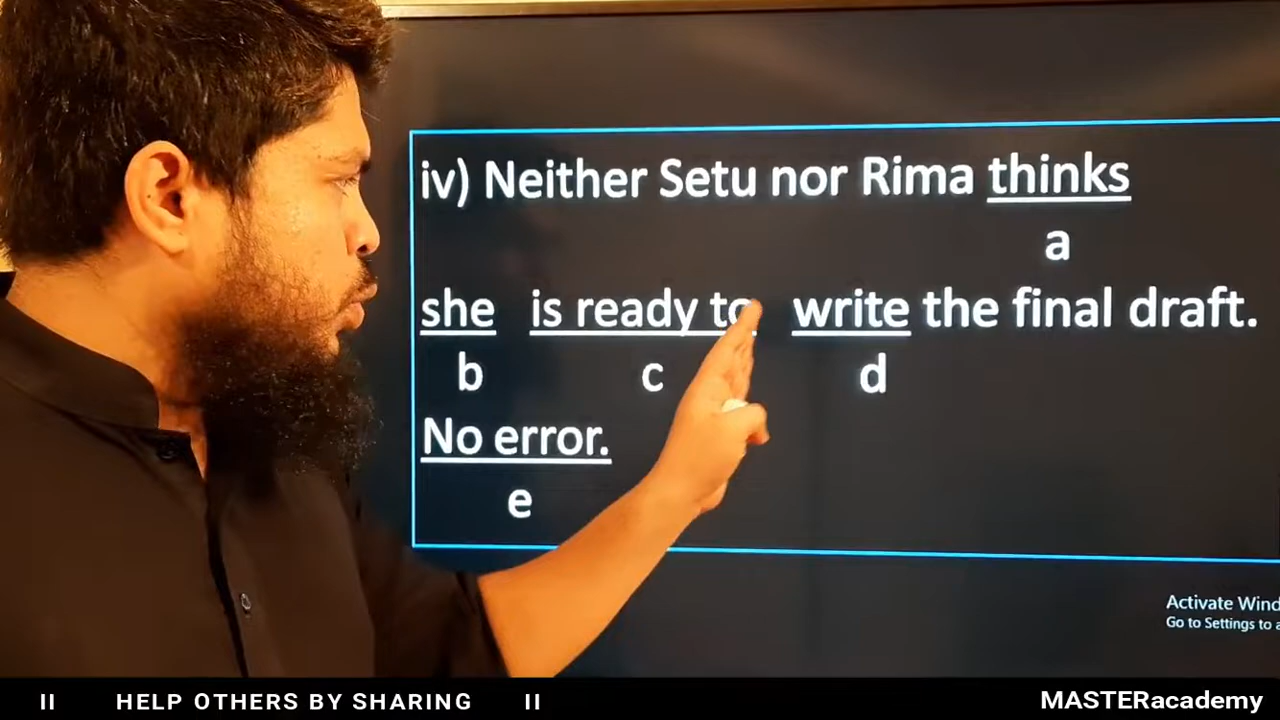 iv) Neither Setu nor Rima thinks
a
she is ready to write the final draft.
b c d
No error.
e
Activate Wind
Go to Settings to a
II HELP OTHERS BY SHARING II
MASTERacademy